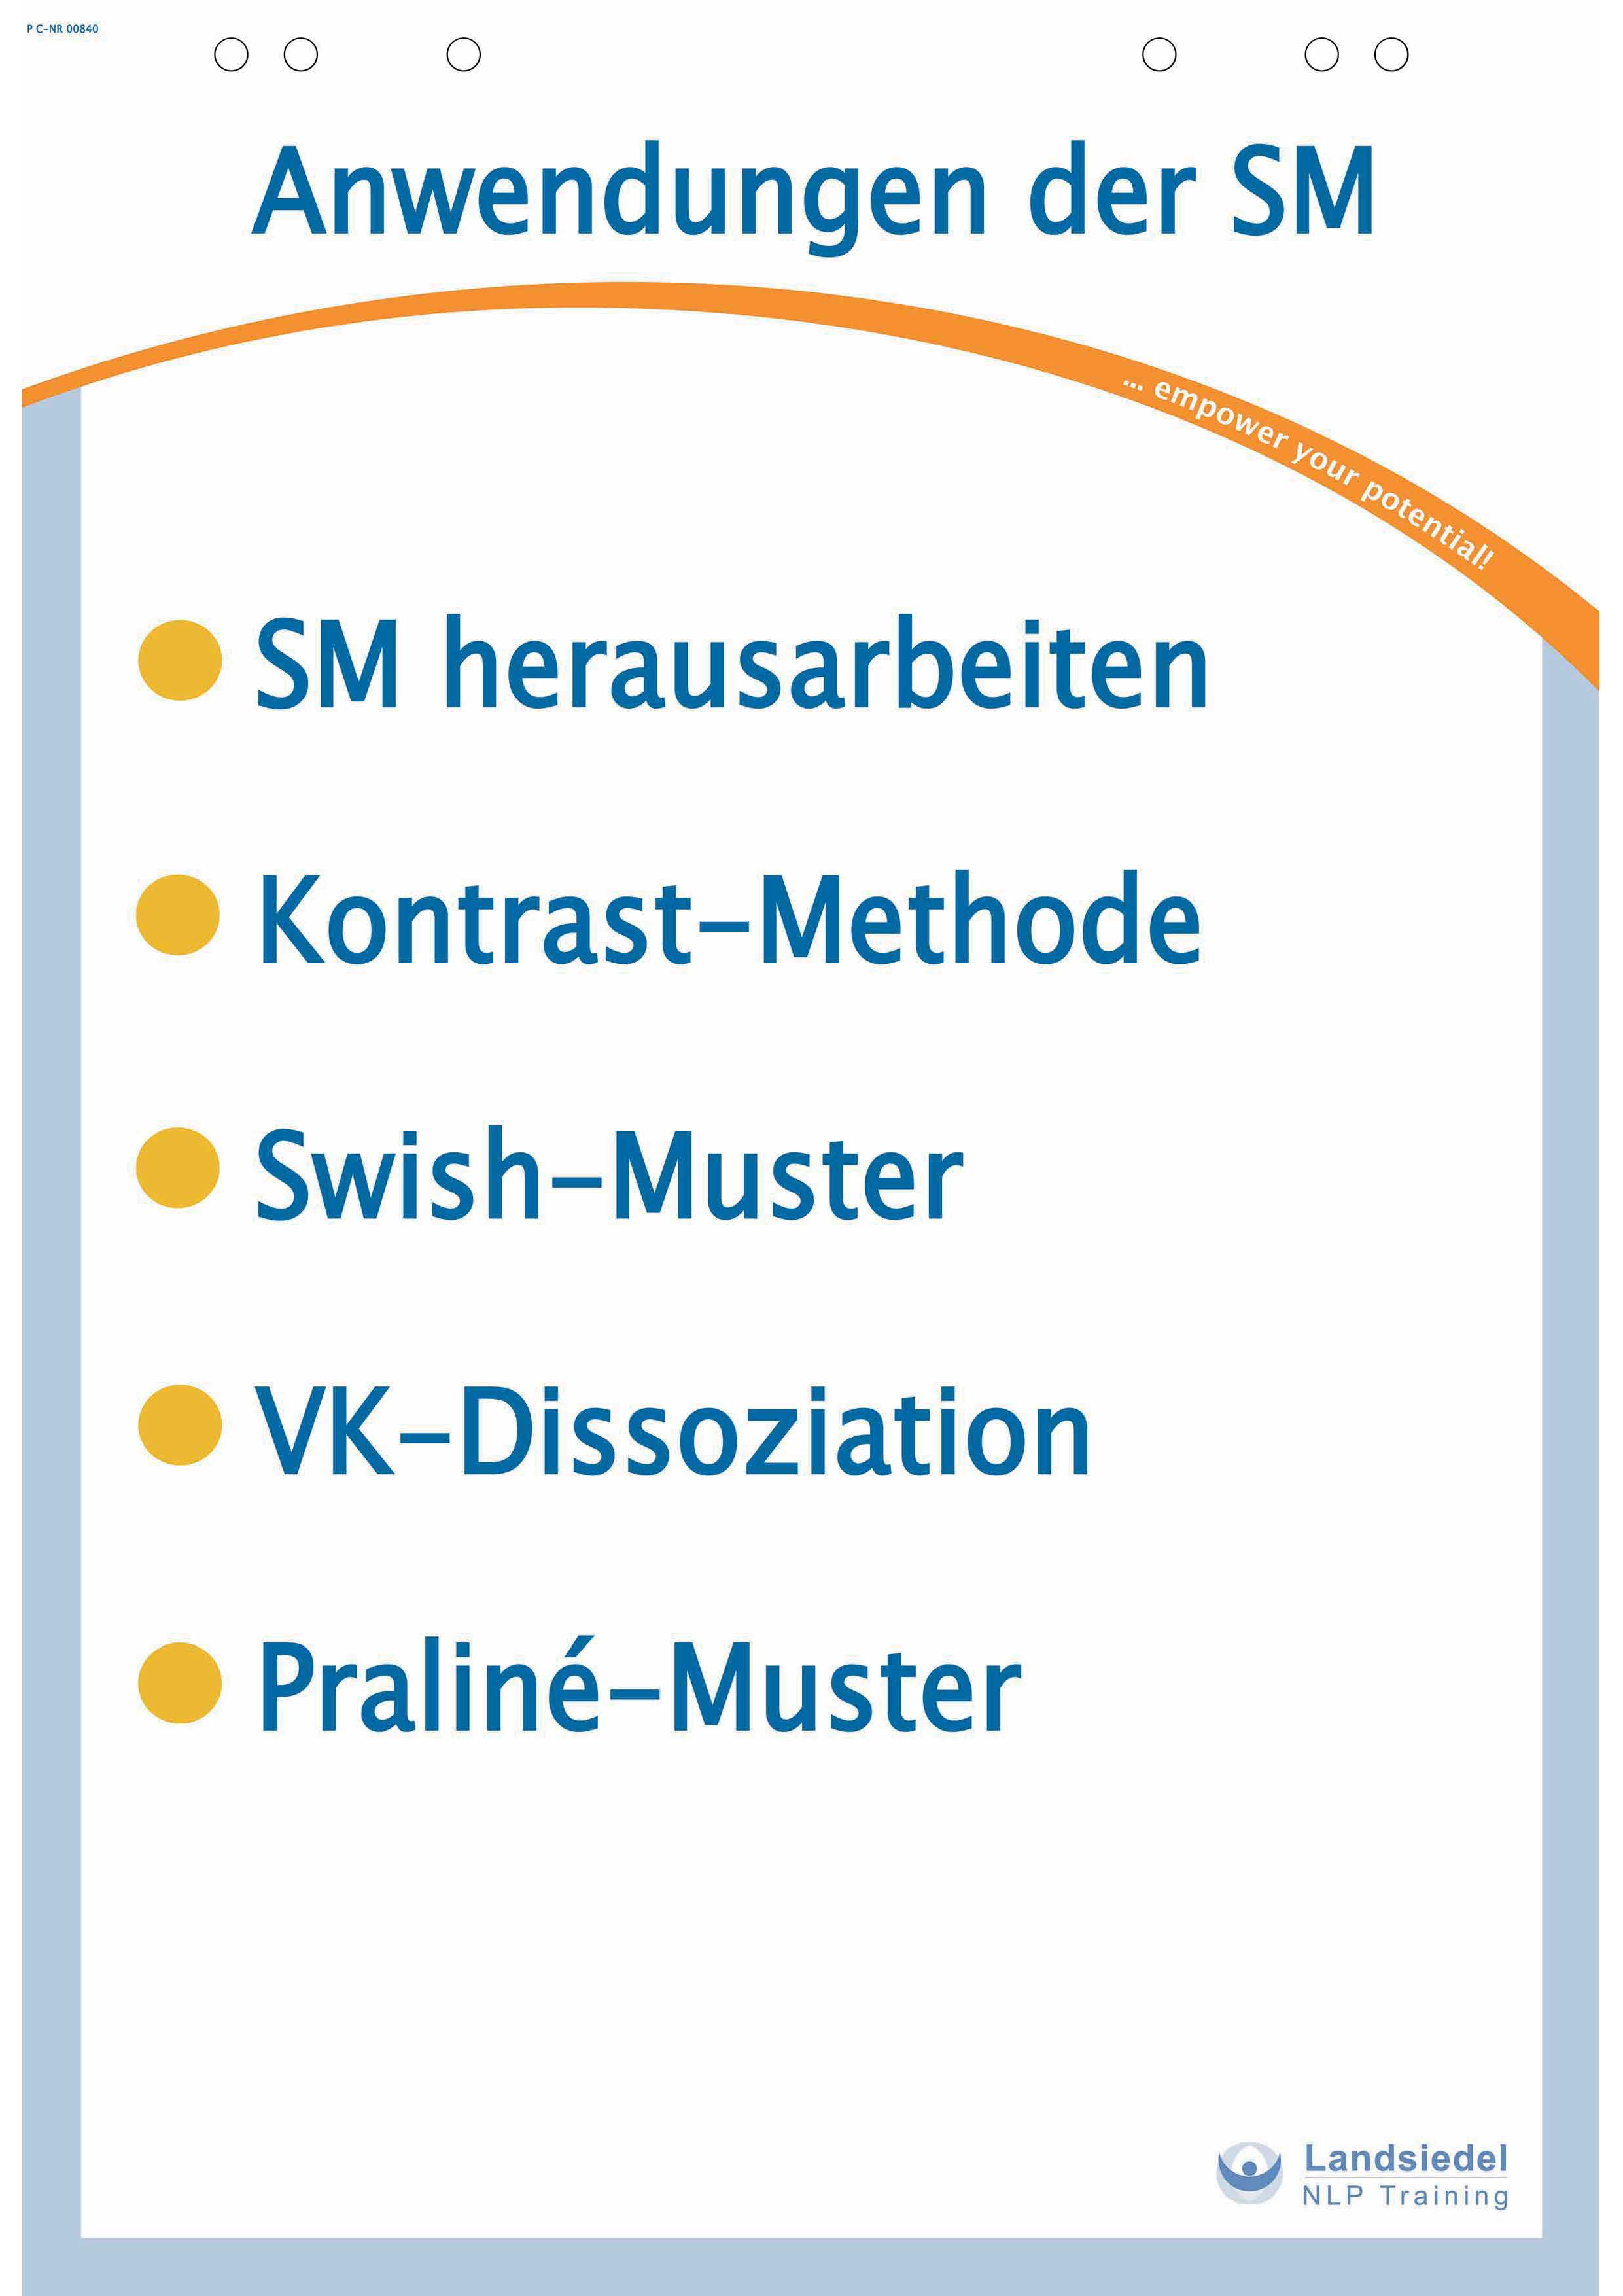 P C-NR 00840
Anwendungen der SM
... empower your potential!
SM herausarbeiten
Kontrast-Methode
Swish-Muster
VK-Dissoziation
Praliné-Muster
Landsiedel
NLP Training